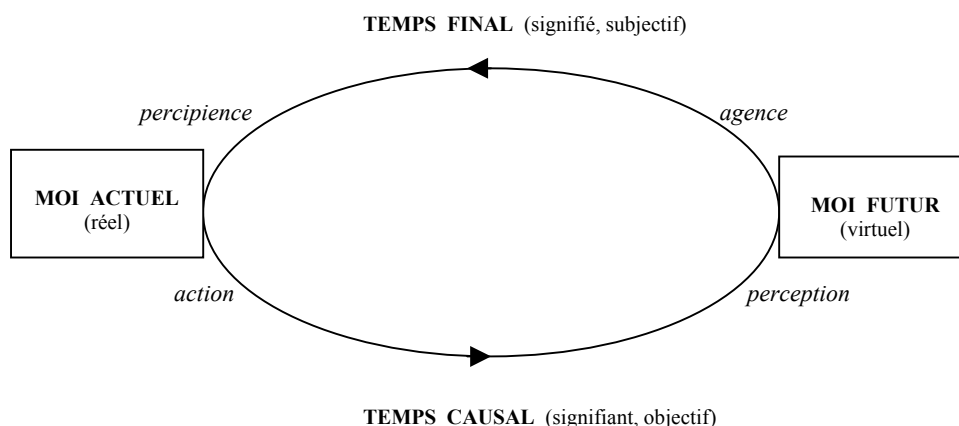 TEMPS FINAL (signifié, subjectif)
percipience
agence
MOI ACTUEL
(réel)
MOI FUTUR
(virtuel)
action
perception
TEMPS CAUSAL (signifiant, objectif)